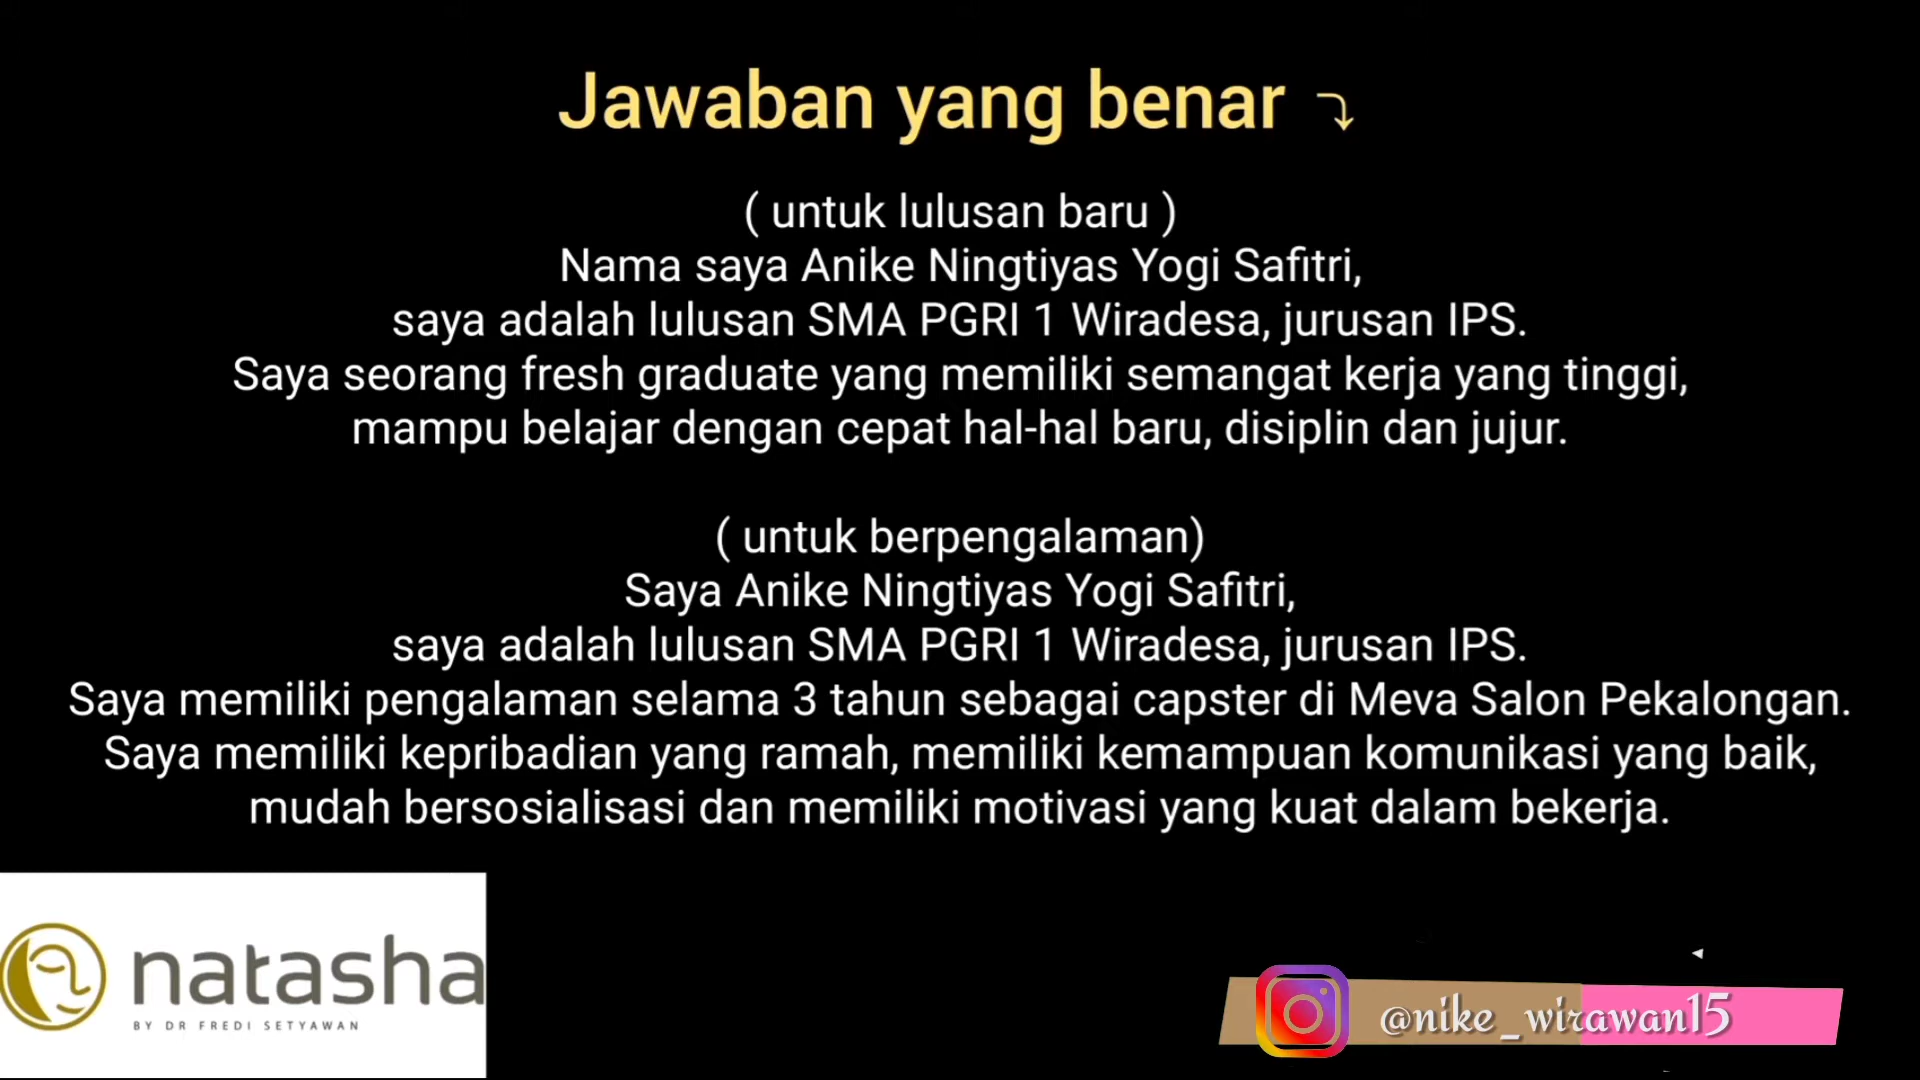 Jawaban yang benar ⤵
( untuk lulusan baru )
Nama saya Anike Ningtiyas Yogi Safitri,
saya adalah lulusan SMA PGRI 1 Wiradesa, jurusan IPS.
Saya seorang fresh graduate yang memiliki semangat kerja yang tinggi,
mampu belajar dengan cepat hal-hal baru, disiplin dan jujur.
( untuk berpengalaman)
Saya Anike Ningtiyas Yogi Safitri,
saya adalah lulusan SMA PGRI 1 Wiradesa, jurusan IPS.
Saya memiliki pengalaman selama 3 tahun sebagai capster di Meva Salon Pekalongan.
Saya memiliki kepribadian yang ramah, memiliki kemampuan komunikasi yang baik,
mudah bersosialisasi dan memiliki motivasi yang kuat dalam bekerja.
natasha
BY DR FREDI SETYAWAN
@nike_wirawan15